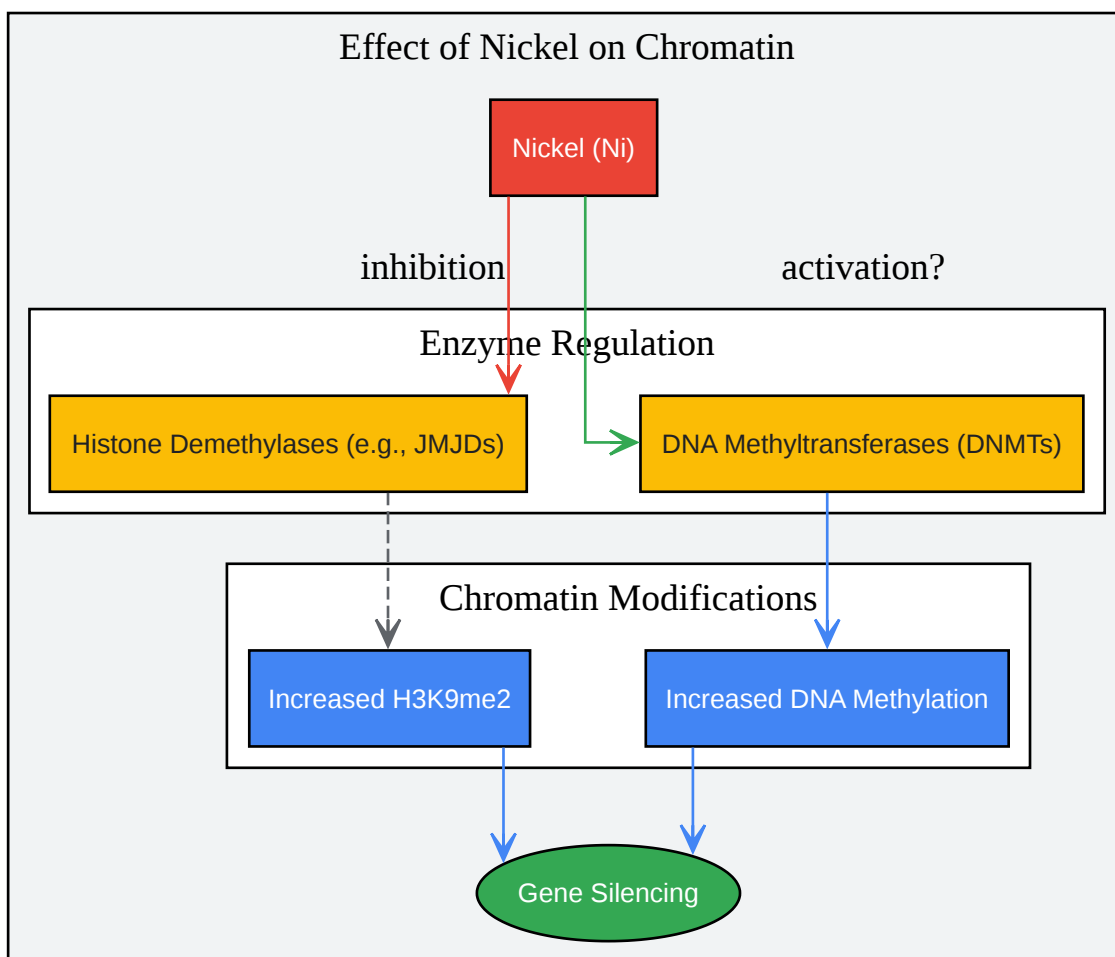 Effect of Nickel on Chromatin
Nickel (Ni)
inhibition
activation?
Enzyme Regulation
Histone Demethylases (e.g., JMJDs)
DNA Methyltransferases (DNMTs)
Chromatin Modifications
Increased H3K9me2
Increased DNA Methylation
Gene Silencing